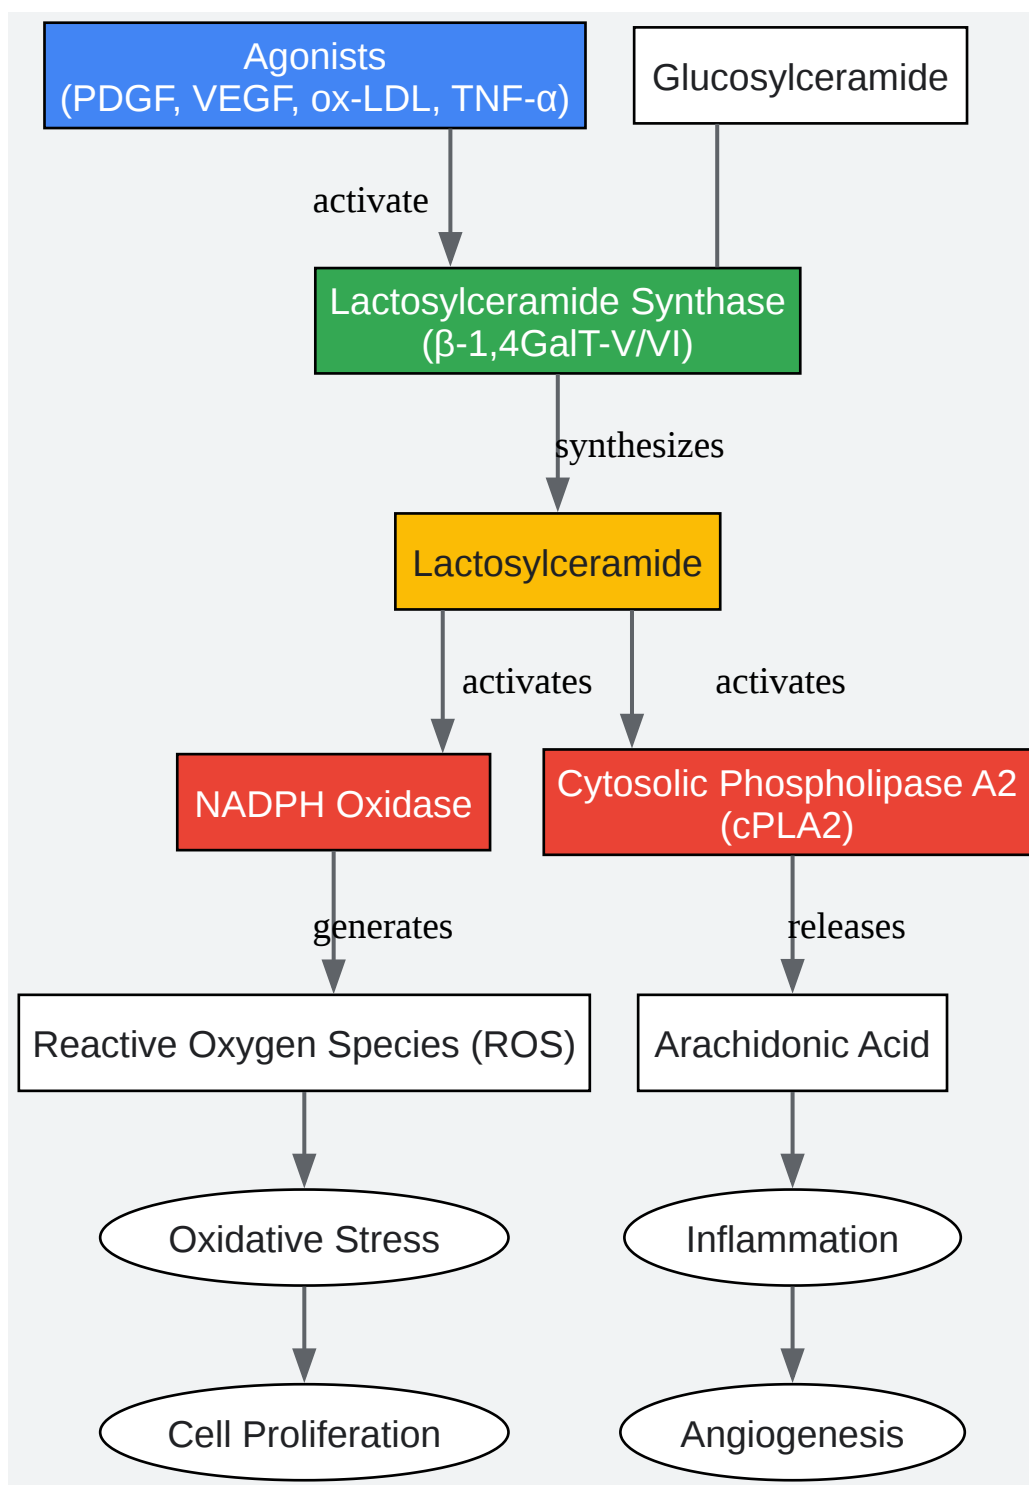 Agonists
(PDGF, VEGF, ox-LDL, TNF-α)
Glucosylceramide
activate
Lactosylceramide Synthase
(β-1,4GalT-V/VI)
synthesizes
Lactosylceramide
activates
activates
NADPH Oxidase
Cytosolic Phospholipase A2
(cPLA2)
generates
releases
Reactive Oxygen Species (ROS)
Arachidonic Acid
Oxidative Stress
Inflammation
Cell Proliferation
Angiogenesis